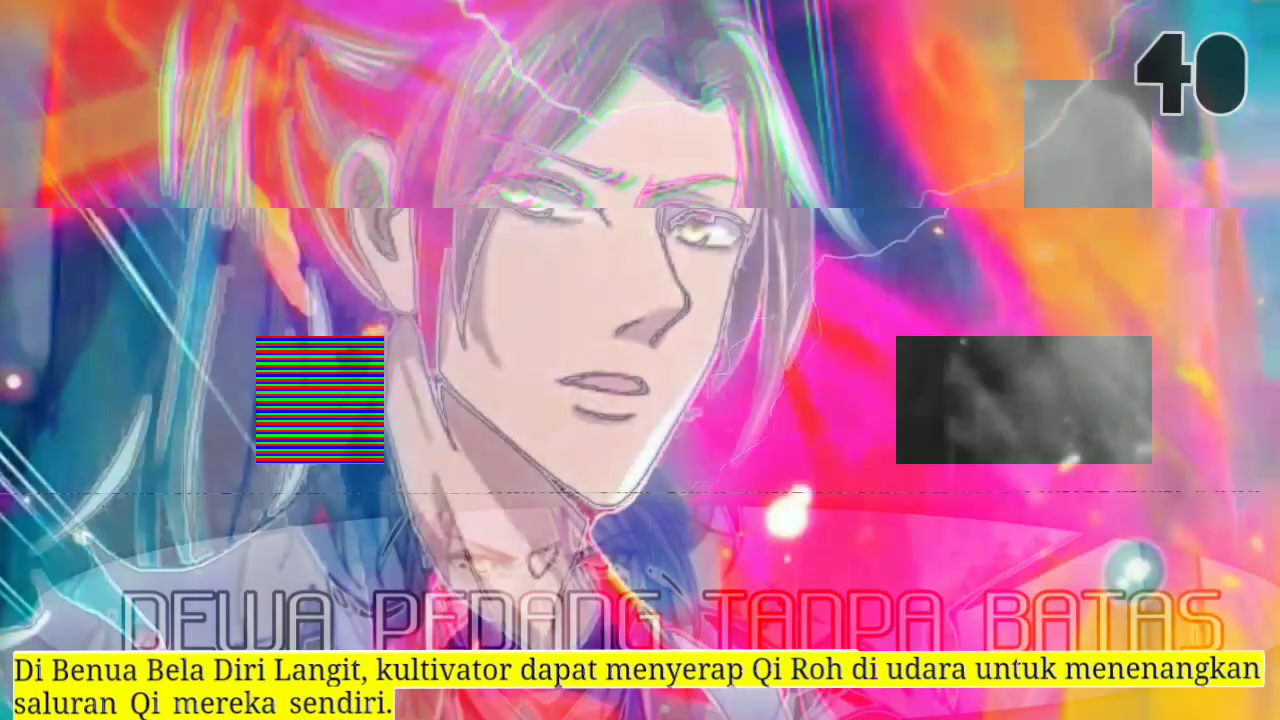 40
DEWA PEDANG TANPA BATAS
Di Benua Bela Diri Langit, kultivator dapat menyerap Qi Roh di udara untuk menenangkan
saluran Qi mereka sendiri.